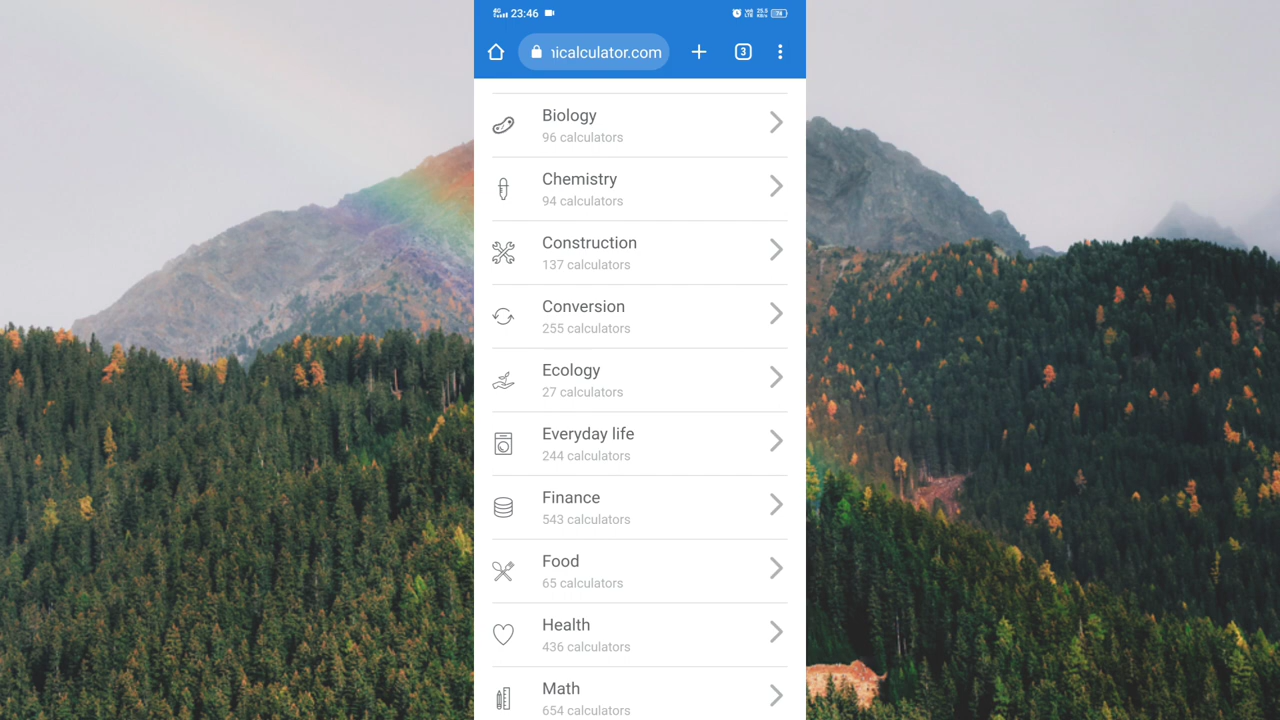 23:46
nicalculator.com
3
Biology
96 calculators
Chemistry
94 calculators
Construction
137 calculators
Conversion
255 calculators
Ecology
27 calculators
Everyday life
244 calculators
Finance
543 calculators
Food
65 calculators
Health
436 calculators
Math
654 calculators